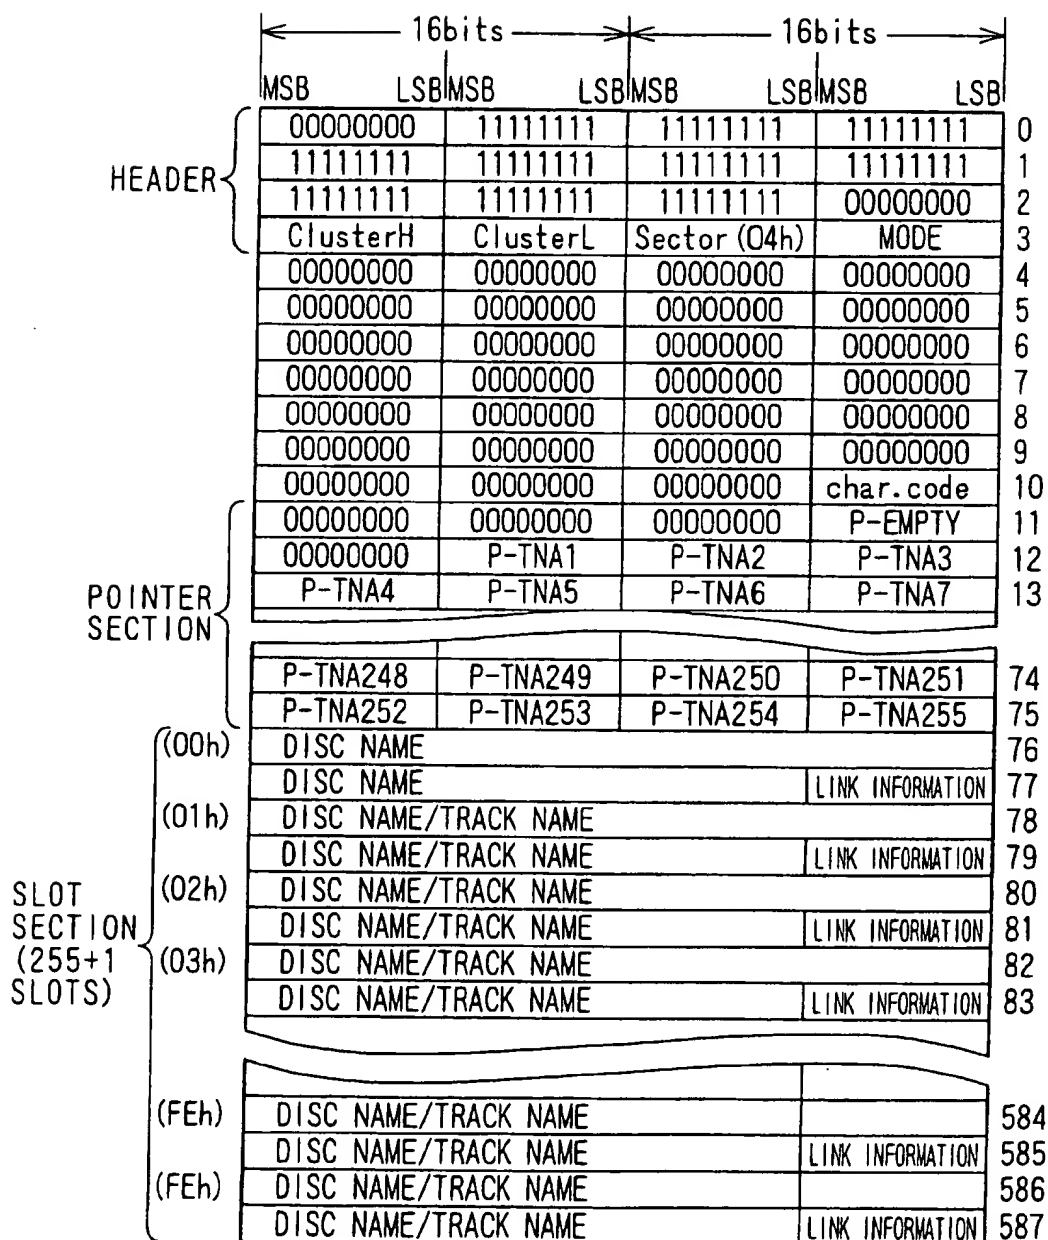 16bits 16bits
MSB LSB MSB LSB MSB LSB MSB LSB
00000000 11111111 11111111 11111111 0
11111111 11111111 11111111 11111111 1
HEADER
11111111 11111111 11111111 00000000 2
ClusterH ClusterL Sector (04h) MODE 3
00000000 00000000 00000000 00000000 4
00000000 00000000 00000000 00000000 5
00000000 00000000 00000000 00000000 6
00000000 00000000 00000000 00000000 7
00000000 00000000 00000000 00000000 8
00000000 00000000 00000000 00000000 9
00000000 00000000 00000000 char.code 10
00000000 00000000 00000000 P-EMPTY 11
00000000 P-TNA1 P-TNA2 P-TNA3 12
P-TNA4 P-TNA5 P-TNA6 P-TNA7 13
POINTER
SECTION
P-TNA248 P-TNA249 P-TNA250 P-TNA251 74
P-TNA252 P-TNA253 P-TNA254 P-TNA255 75
(00h) DISC NAME 76
DISC NAME LINK INFORMATION 77
(01h) DISC NAME/TRACK NAME 78
DISC NAME/TRACK NAME LINK INFORMATION 79
(02h) DISC NAME/TRACK NAME 80
DISC NAME/TRACK NAME LINK INFORMATION 81
(03h) DISC NAME/TRACK NAME 82
DISC NAME/TRACK NAME LINK INFORMATION 83
SLOT
SECTION
(255+1
SLOTS)
(FEh) DISC NAME/TRACK NAME 584
DISC NAME/TRACK NAME LINK INFORMATION 585
(FEh) DISC NAME/TRACK NAME 586
DISC NAME/TRACK NAME LINK INFORMATION 587